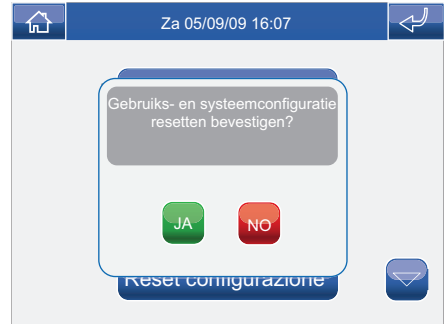 Za 05/09/09 16:07
Gebruiks- en systeemconfiguratie
resetten bevestigen?
JA
NO
Reset configurazione